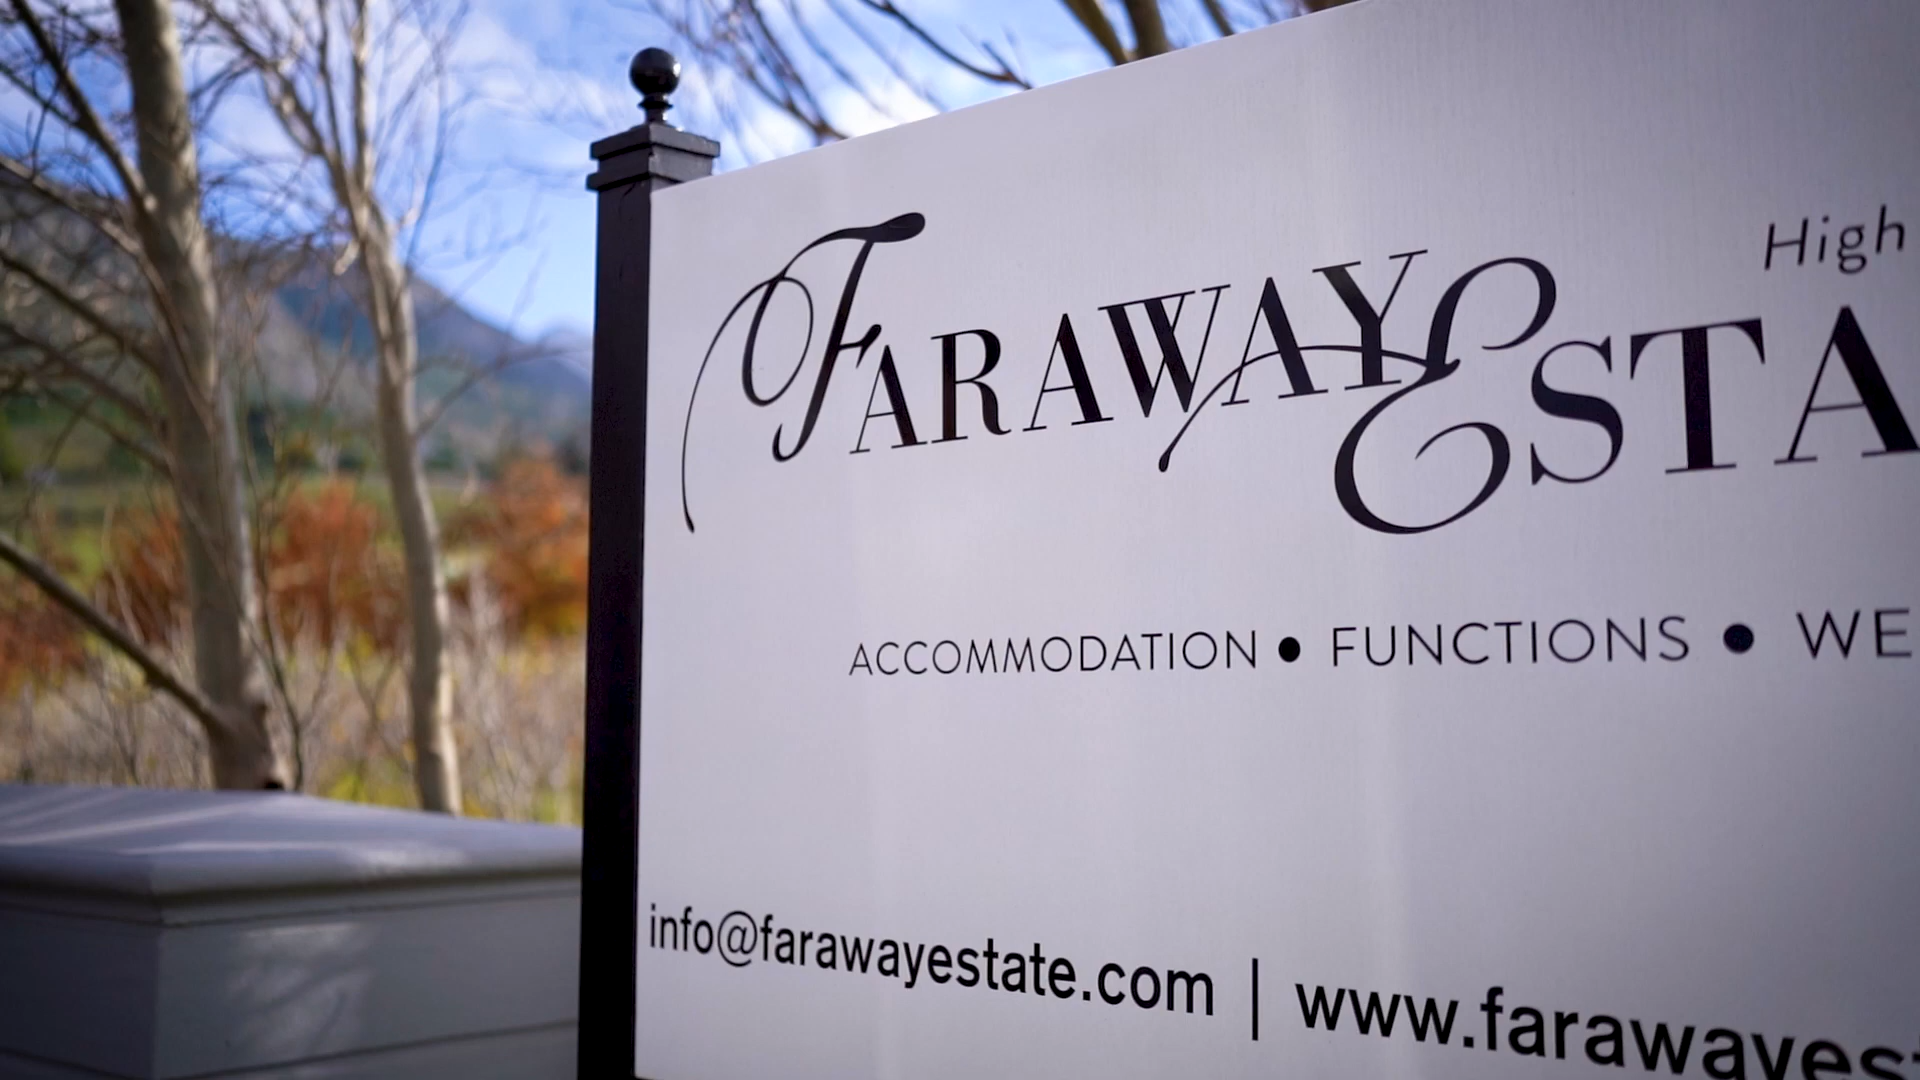 High
FARAWAY ESTA
ACCOMMODATION • FUNCTIONS • WE
info@farawayestate.com | www.farawayest